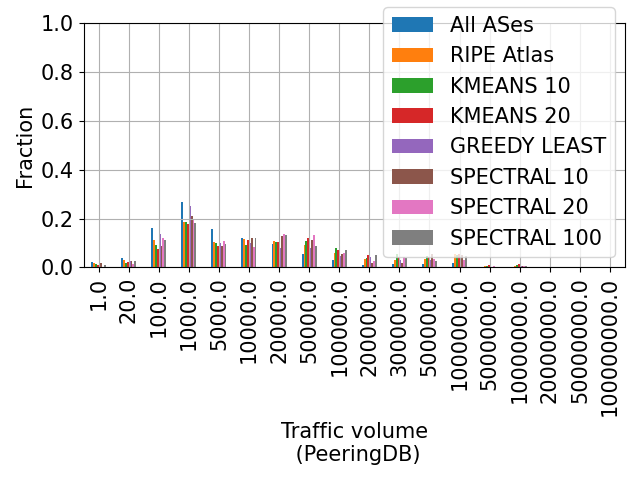 1.0
0.8
0.6
0.4
0.2
0.0
Fraction
All ASes
RIPE Atlas
KMEANS 10
KMEANS 20
GREEDY LEAST
SPECTRAL 10
SPECTRAL 20
SPECTRAL 100
1.0
20.0
100.0
1000.0
5000.0
10000.0
20000.0
50000.0
100000.0
200000.0
300000.0
500000.0
1000000.0
5000000.0
10000000.0
20000000.0
50000000.0
100000000.0
Traffic volume
(PeeringDB)